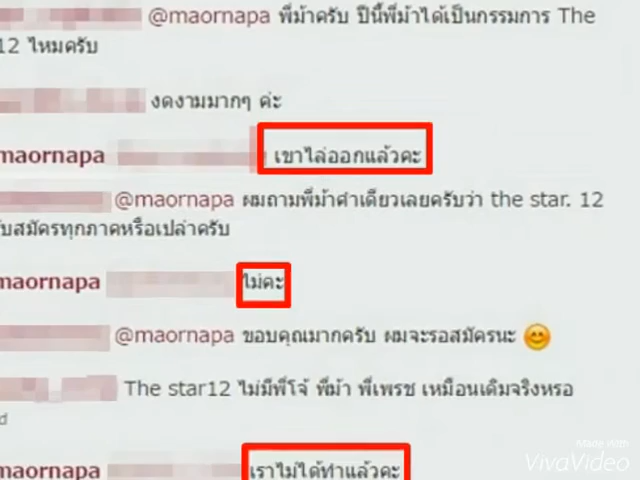 @maornapa พี่ม้าครับ ปีนี้พี่ม้าได้เป็นกรรมการ The
12 ไหมครับ
งดงามมากๆ ค่ะ
maornapa เขาไล่ออกแล้วคะ
@maornapa ผมถามพี่ม้าคำเดียวเลยครับว่า the star. 12
ับสมัครทุกภาคหรือเปล่าครับ
maornapa ไม่คะ
@maornapa ขอบคุณมากครับ ผมจะรอสมัครนะ 😊
The star12 ไม่มีพี่โจ้ พี่ม้า พี่เพรช เหมือนเดิมจริงหรอ
d
maornapa เราไม่ได้ทำแล้วคะ
Made With
VivaVideo